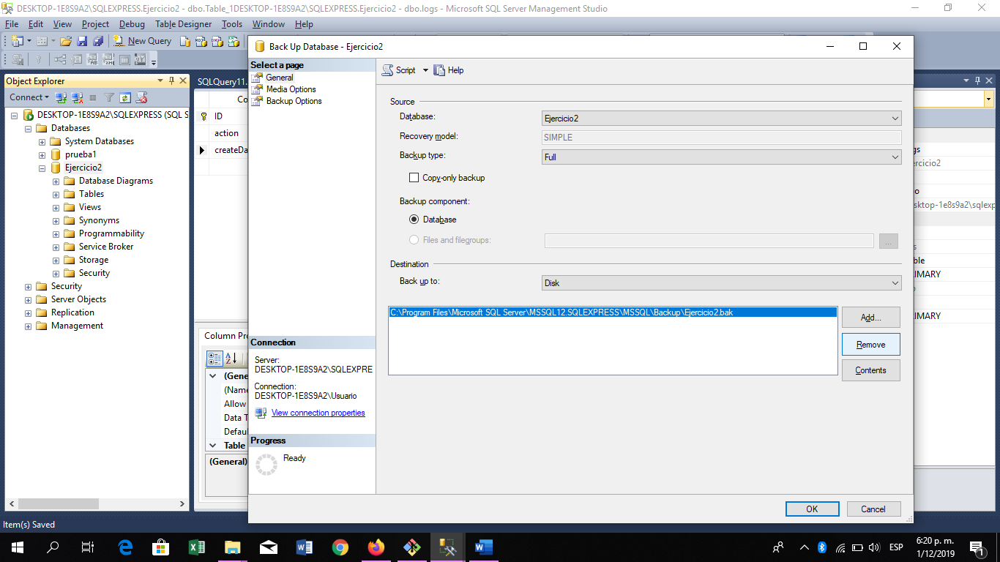 DESKTOP-1E8S9A2\SQLEXPRESS.Ejercicio2 - dbo.Table_1DESKTOP-1E8S9A2\SQLEXPRESS.Ejercicio2 - dbo.logs - Microsoft SQL Server Management Studio
File Edit View Project Debug Table Designer Tools Window Help
New Query
Object Explorer
Connect
DESKTOP-1E8S9A2\SQLEXPRESS (SQL S
Databases
System Databases
prueba1
Ejercicio2
Database Diagrams
Tables
Views
Synonyms
Programmability
Service Broker
Storage
Security
Security
Server Objects
Replication
Management
SQLQuery11.
Co
ID
action
createDa
Column Pr
(Gene
(Name
Allow
Data T
Defau
Table
(General)
Back Up Database - Ejercicio2
Select a page
General
Media Options
Backup Options
Connection
Server:
DESKTOP-1E8S9A2\SQLEXPRE
Connection:
DESKTOP-1E8S9A2\Usuario
View connection properties
Progress
Ready
Script Help
Source
Database: Ejercicio2
Recovery model: SIMPLE
Backup type: Full
Copy-only backup
Backup component:
Database
Files and filegroups: ...
Destination
Back up to: Disk
C:\Program Files\Microsoft SQL Server\MSSQL12.SQLEXPRESS\MSSQL\Backup\Ejercicio2.bak
Add...
Remove
Contents
OK Cancel
gs
ercicio2
o
sktop-1e8s9a2\sqlexp
s
ble
IMARY
IMARY
Item(s) Saved
ESP
6:20 p. m.
1/12/2019
1